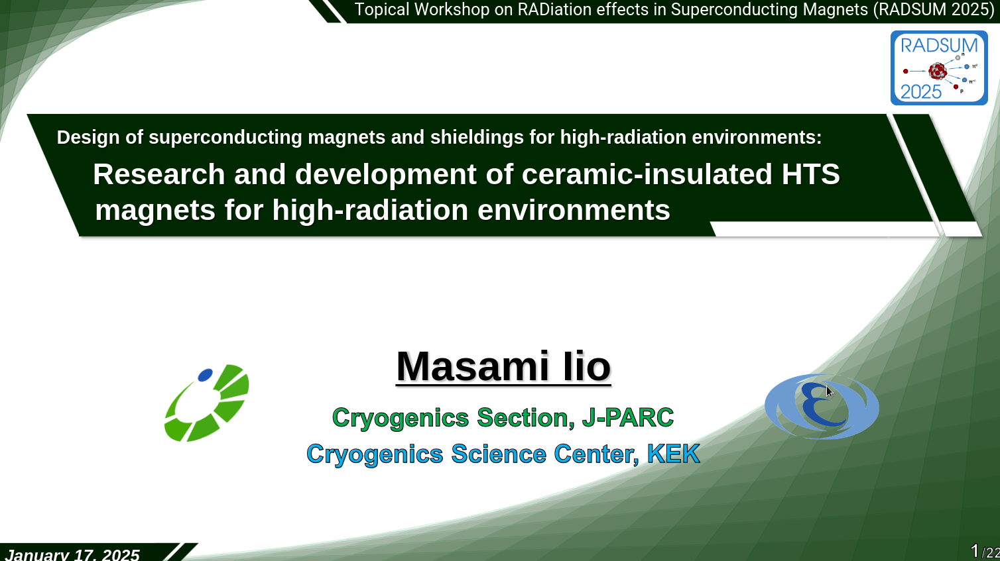 Topical Workshop on RADiation effects in Superconducting Magnets (RADSUM 2025)
RADSUM
n
π⁰
p
2025
Design of superconducting magnets and shieldings for high-radiation environments:
Research and development of ceramic-insulated HTS
magnets for high-radiation environments
Masami Iio
Cryogenics Section, J-PARC
Cryogenics Science Center, KEK
January 17, 2025
1/22